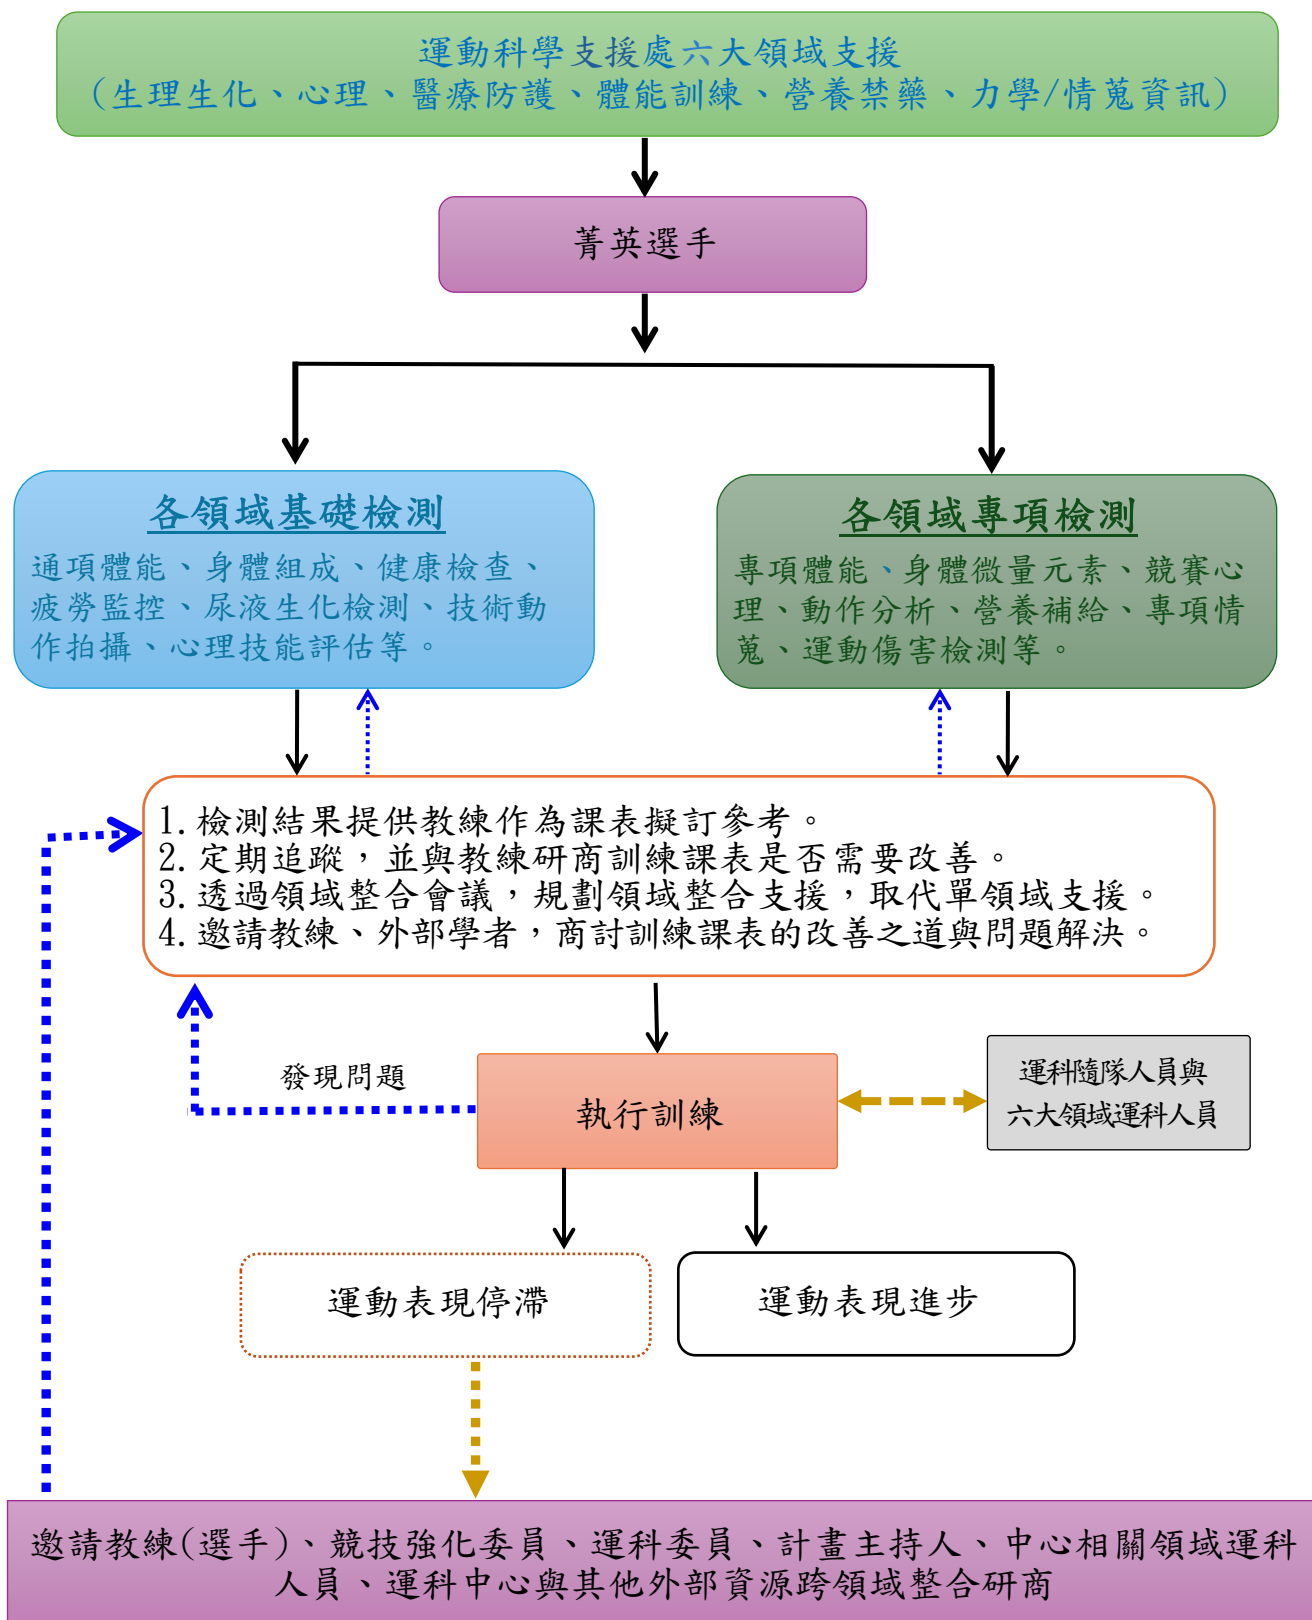 運動科學支援處六大領域支援
（生理生化、心理、醫療防護、體能訓練、營養禁藥、力學/情蒐資訊）
菁英選手
各領域基礎檢測
通項體能、身體組成、健康檢查、
疲勞監控、尿液生化檢測、技術動
作拍攝、心理技能評估等。
各領域專項檢測
專項體能、身體微量元素、競賽心
理、動作分析、營養補給、專項情
蒐、運動傷害檢測等。
1. 檢測結果提供教練作為課表擬訂參考。
2. 定期追蹤，並與教練研商訓練課表是否需要改善。
3. 透過領域整合會議，規劃領域整合支援，取代單領域支援。
4. 邀請教練、外部學者，商討訓練課表的改善之道與問題解決。
發現問題
執行訓練
運科隨隊人員與
六大領域運科人員
運動表現停滯
運動表現進步
邀請教練(選手)、競技強化委員、運科委員、計畫主持人、中心相關領域運科
人員、運科中心與其他外部資源跨領域整合研商